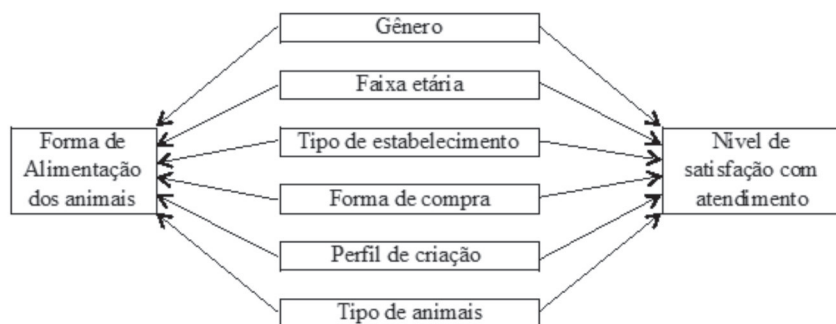 Gênero
Faixa etária
Tipo de estabelecimento
Forma de compra
Perfil de criação
Tipo de animais
Forma de
Alimentação
dos animais
Nivel de
satisfação com
atendimento